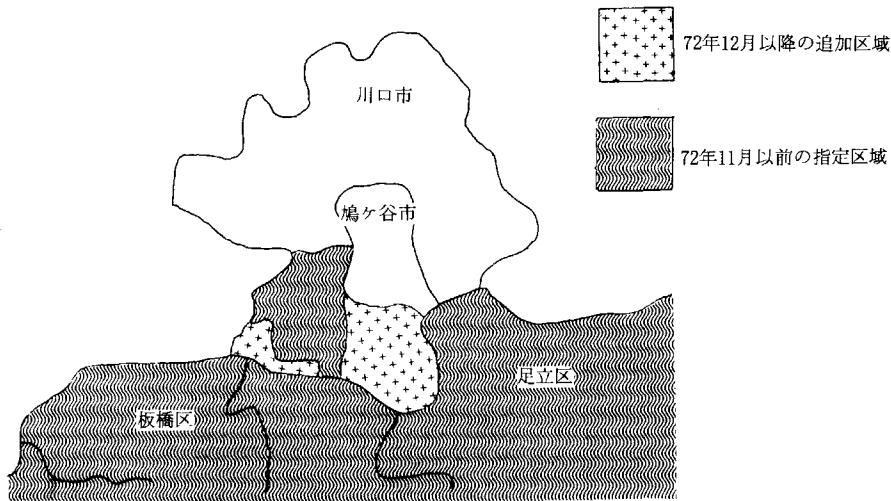 72年12月以降の追加区域
川口市
72年11月以前の指定区域
鳩ケ谷市
足立区
板橋区